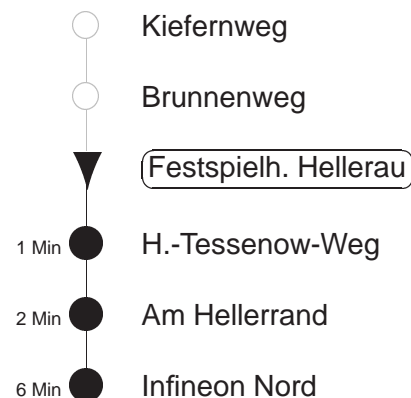 Kiefernweg
Brunnenweg
Festspielh. Hellerau
1 Min H.-Tessenow-Weg
2 Min Am Hellerrand
6 Min Infineon Nord